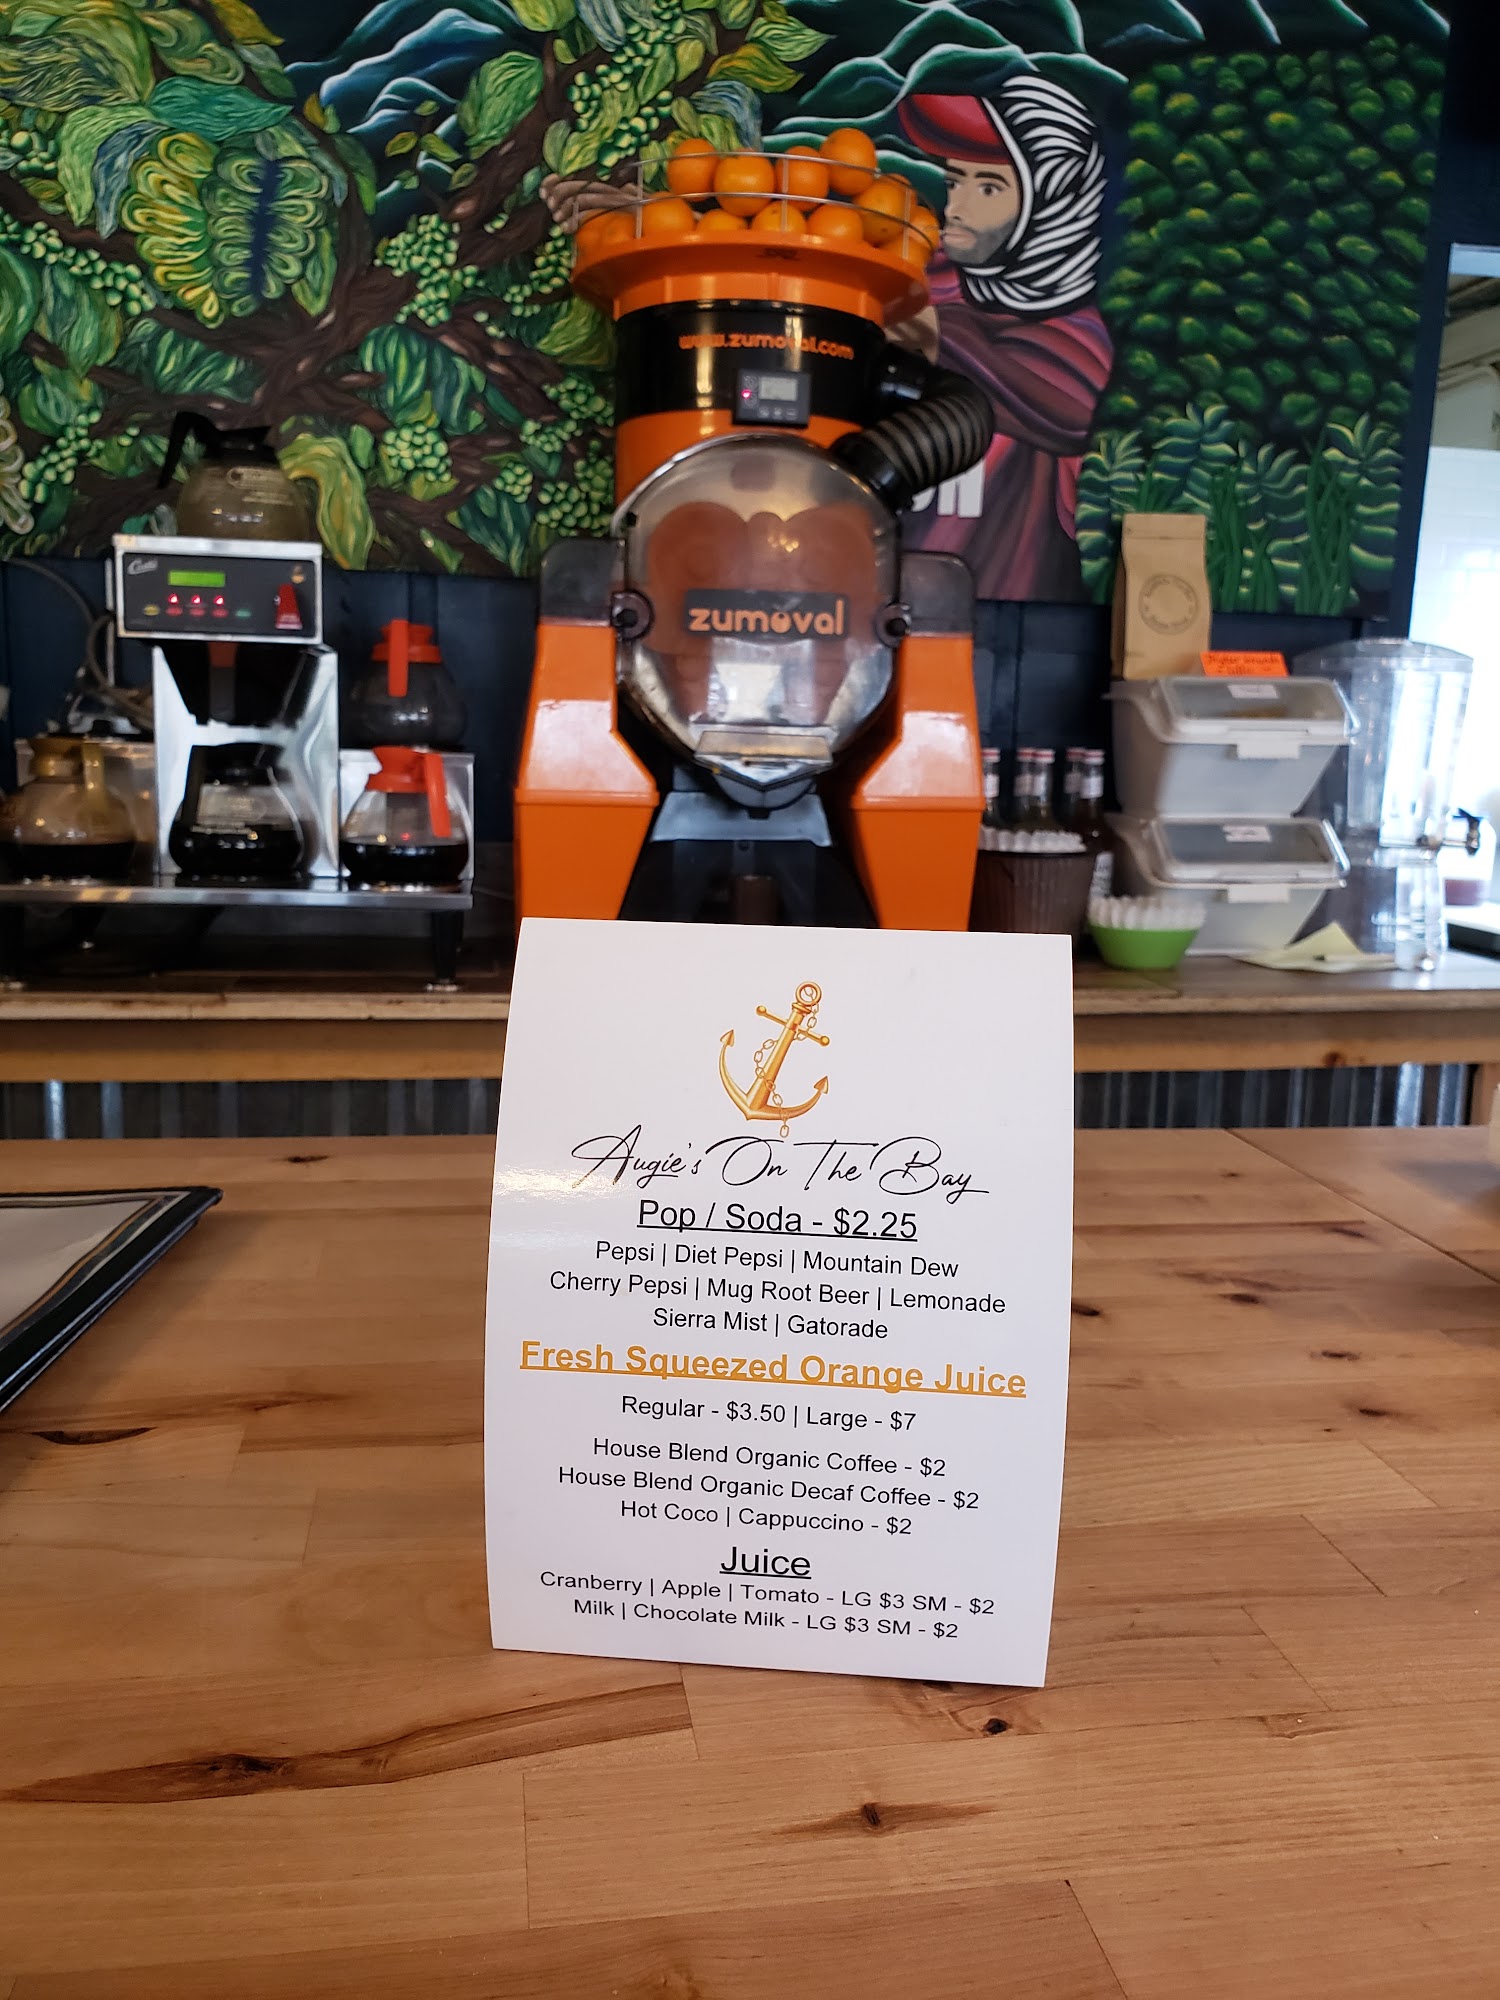 www.zumoval.com
Curtis
zumoval
Augie's On The Bay
Pop / Soda - $2.25
Pepsi | Diet Pepsi | Mountain Dew
Cherry Pepsi | Mug Root Beer | Lemonade
Sierra Mist | Gatorade
Fresh Squeezed Orange Juice
Regular - $3.50 | Large - $7
House Blend Organic Coffee - $2
House Blend Organic Decaf Coffee - $2
Hot Coco | Cappuccino - $2
Juice
Cranberry | Apple | Tomato - LG $3 SM - $2
Milk | Chocolate Milk - LG $3 SM - $2